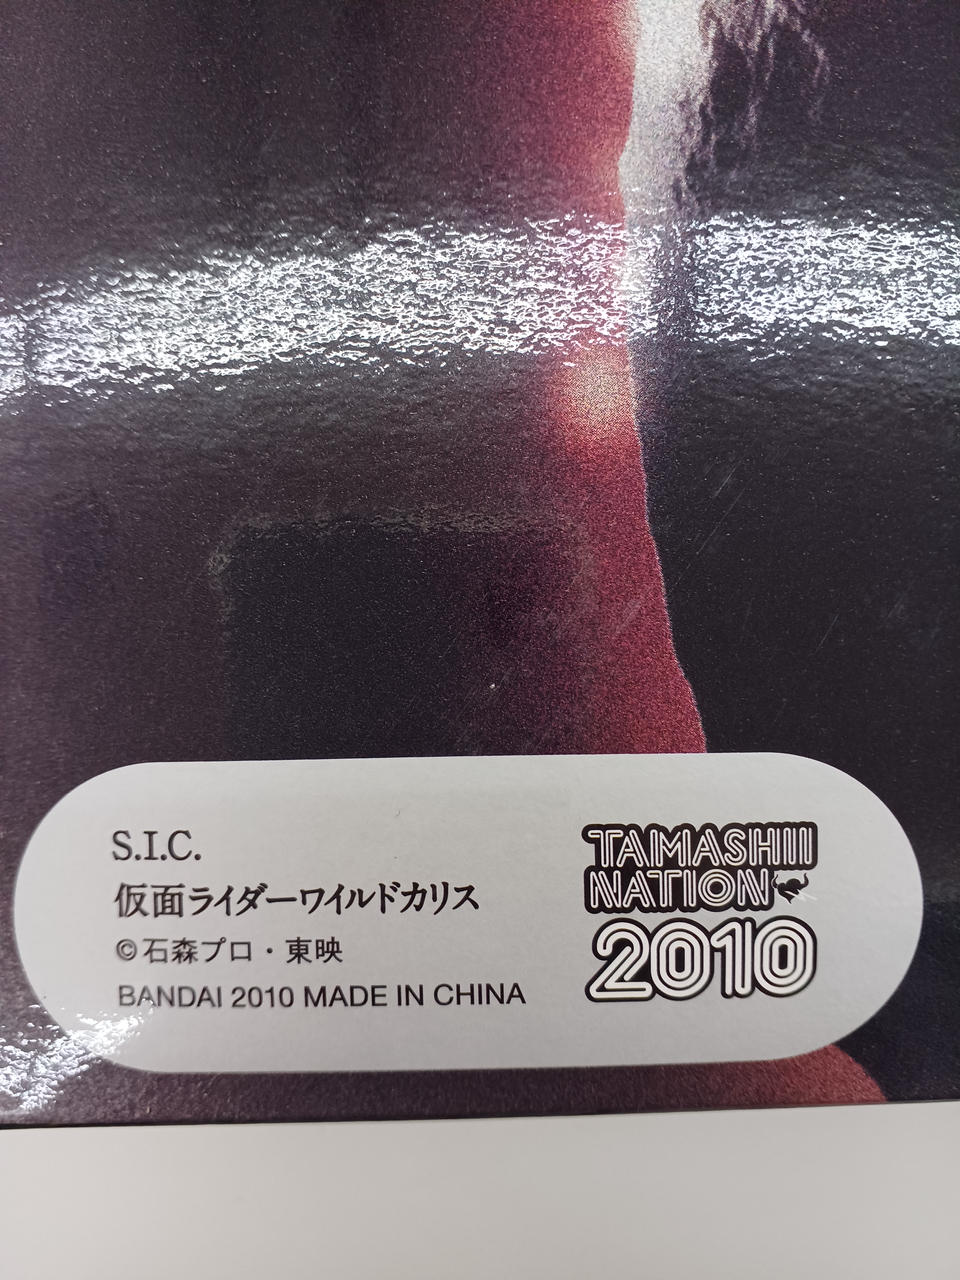 S.I.C.
仮面ライダーワイルドカリス
©石森プロ・東映
BANDAI 2010 MADE IN CHINA
TAMASHII
NATION
2010